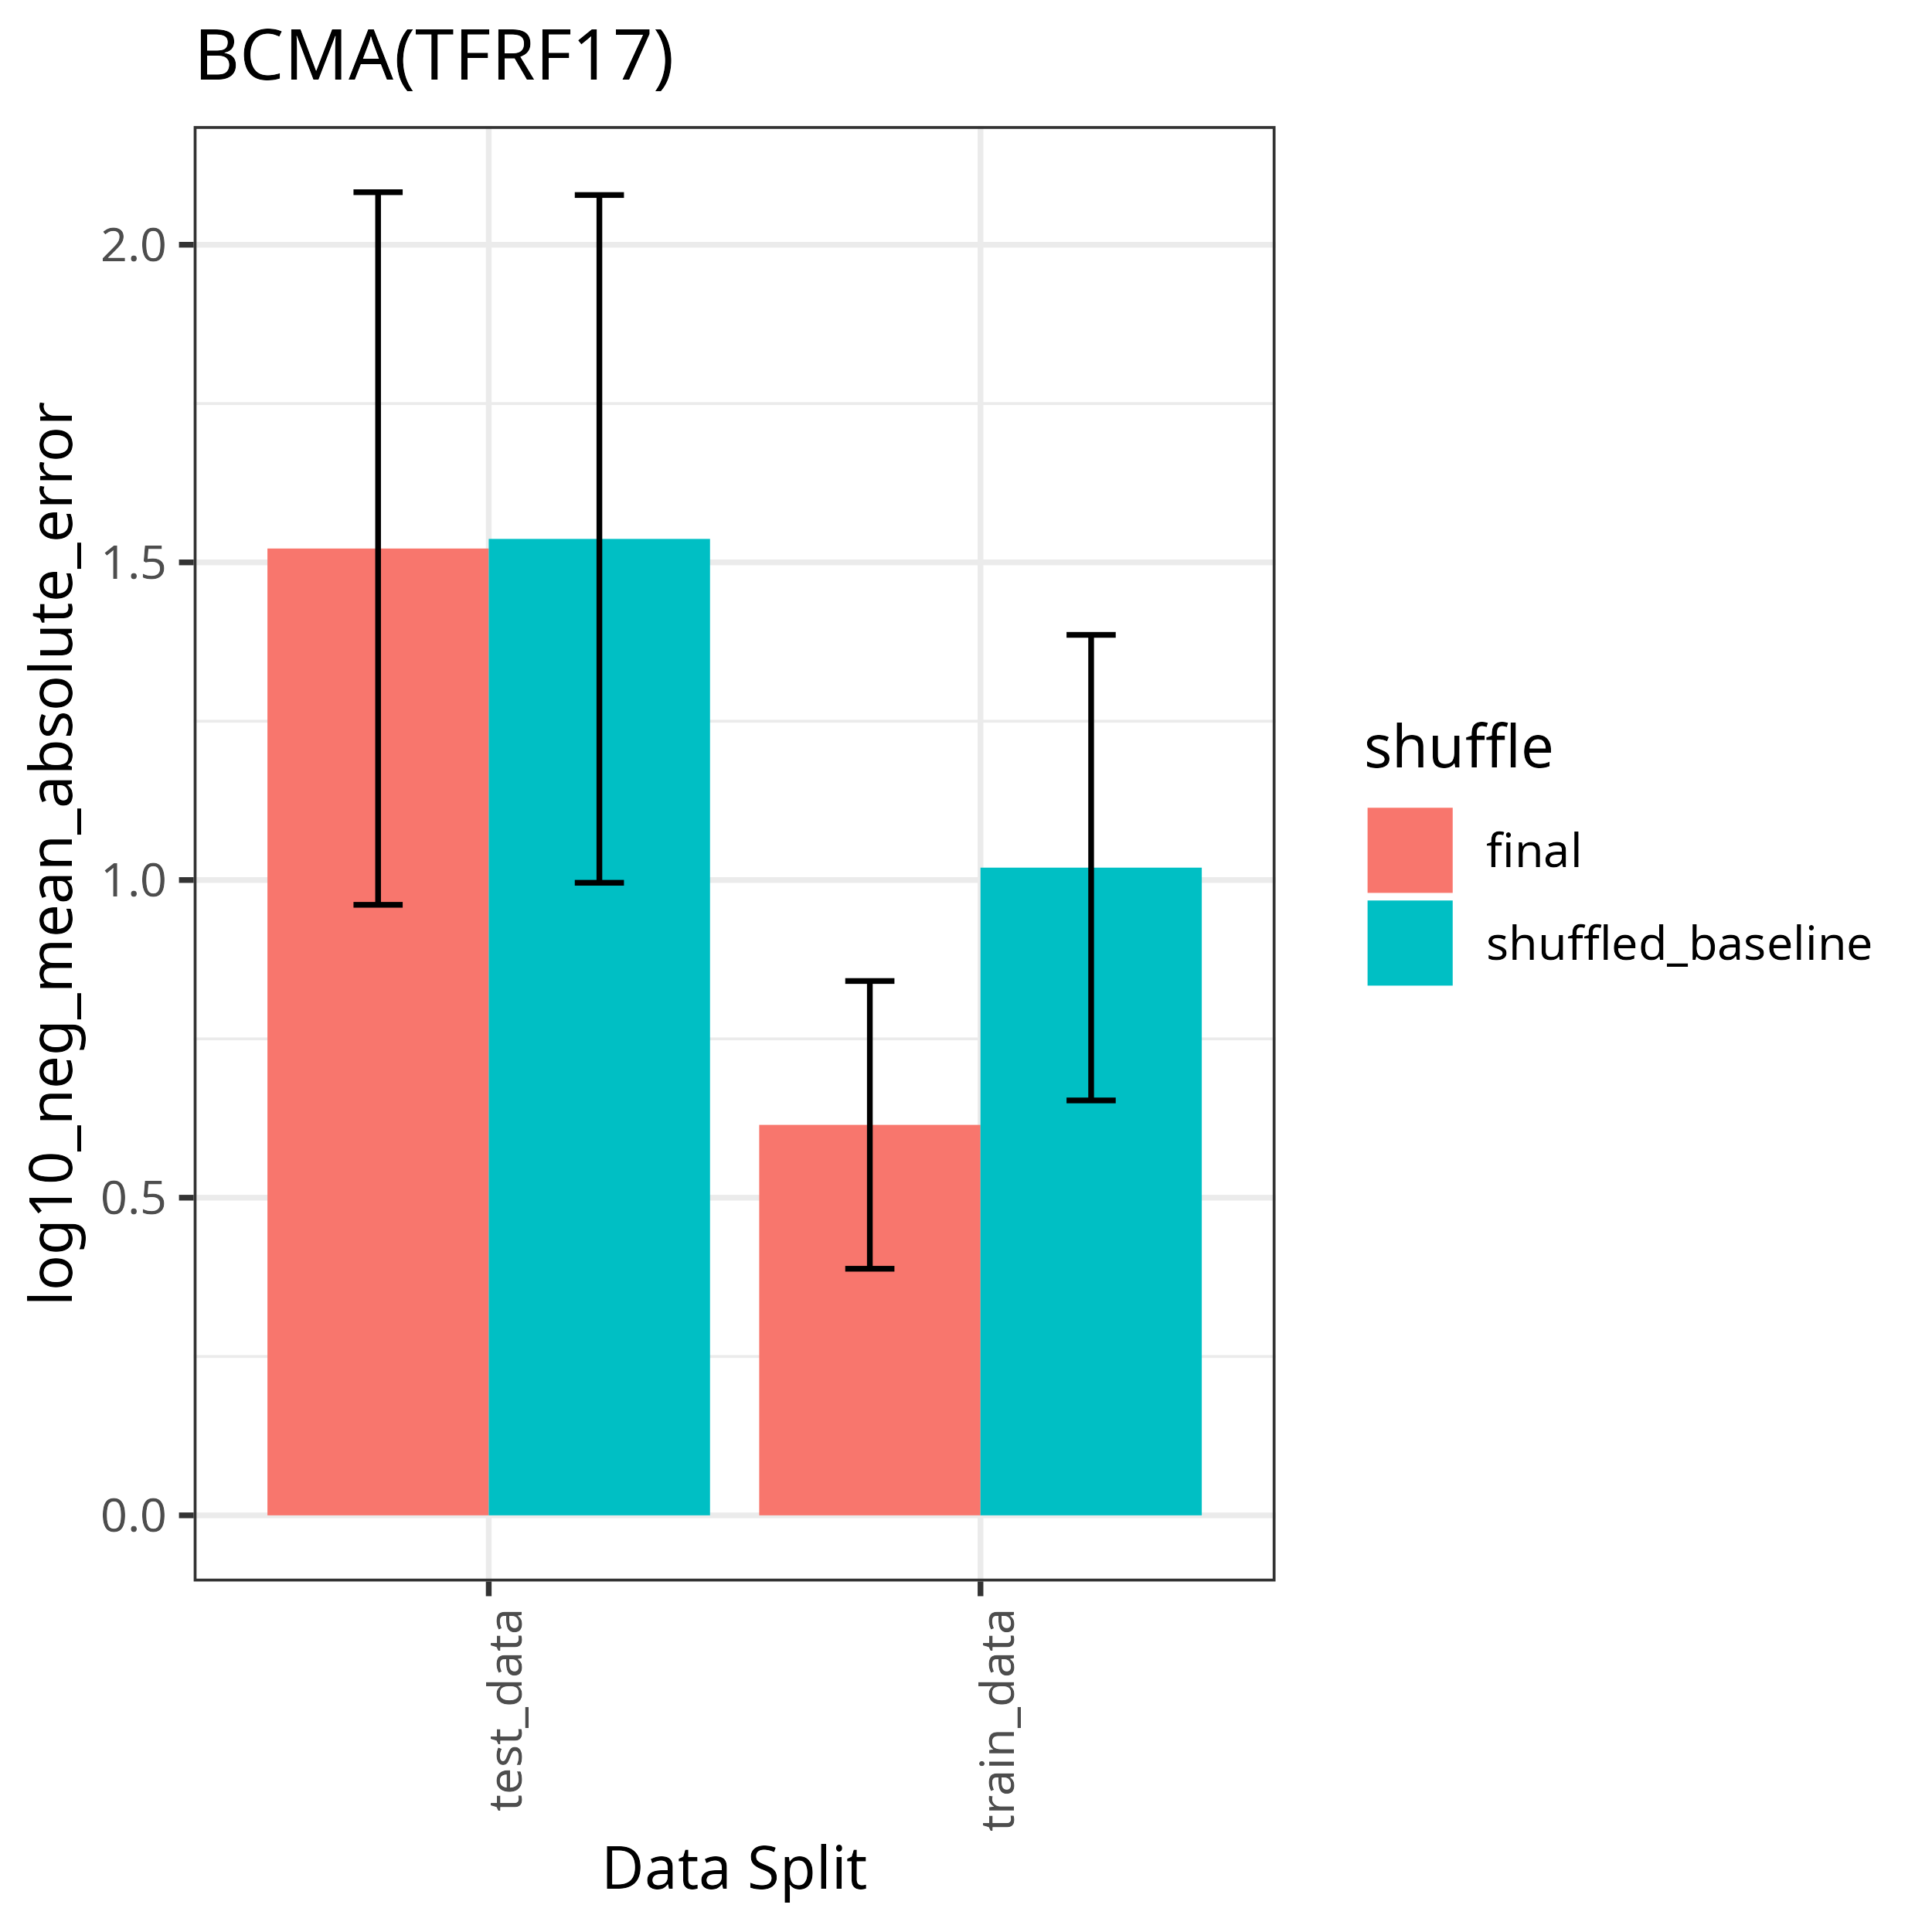 BCMA(TFRF17)
log10_neg_mean_absolute_error
2.0
1.5
1.0
0.5
0.0
test_data
train_data
Data Split
shuffle
final
shuffled_baseline